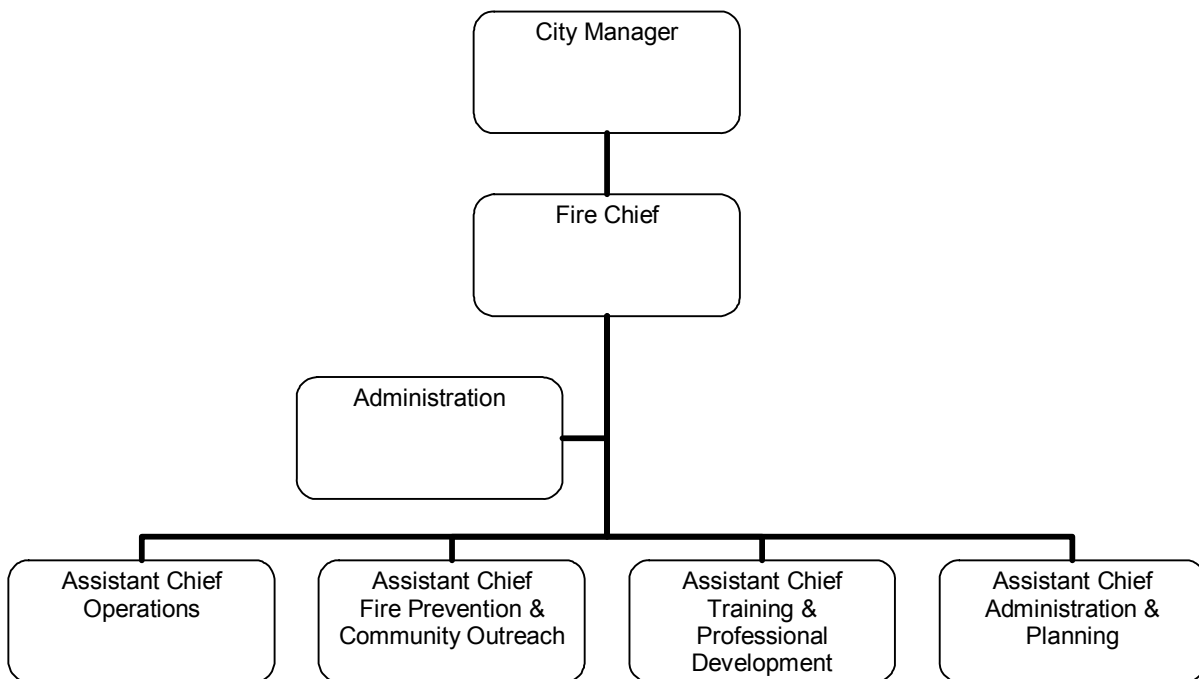 City Manager
Fire Chief
Administration
Assistant Chief
Operations
Assistant Chief
Fire Prevention &
Community Outreach
Assistant Chief
Training &
Professional
Development
Assistant Chief
Administration &
Planning